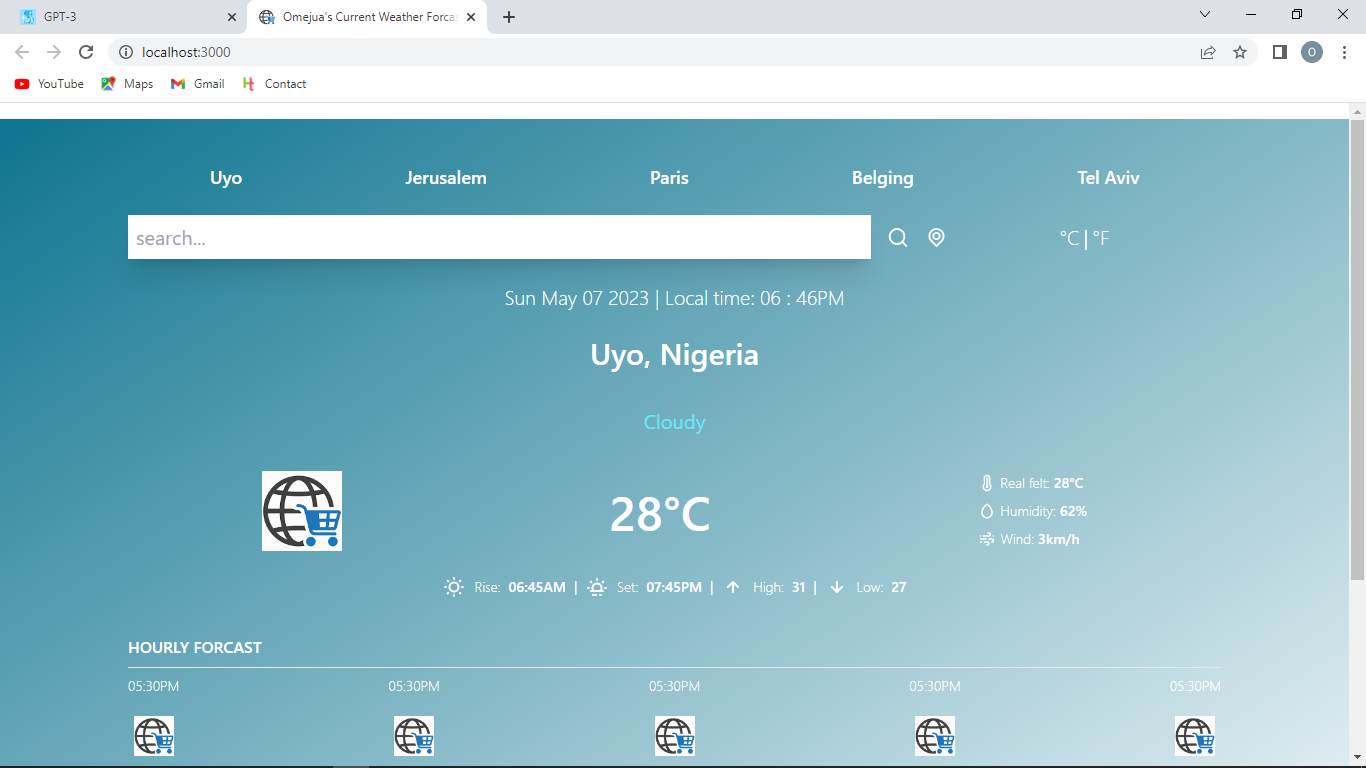 GPT-3
Omejua's Current Weather Forca
localhost:3000
O
YouTube Maps Gmail Contact
Uyo Jerusalem Paris Belging Tel Aviv
search... °C | °F
Sun May 07 2023 | Local time: 06 : 46PM
Uyo, Nigeria
Cloudy
28°C
Real felt: 28°C
Humidity: 62%
Wind: 3km/h
Rise: 06:45AM | Set: 07:45PM | High: 31 | Low: 27
HOURLY FORCAST
05:30PM 05:30PM 05:30PM 05:30PM 05:30PM